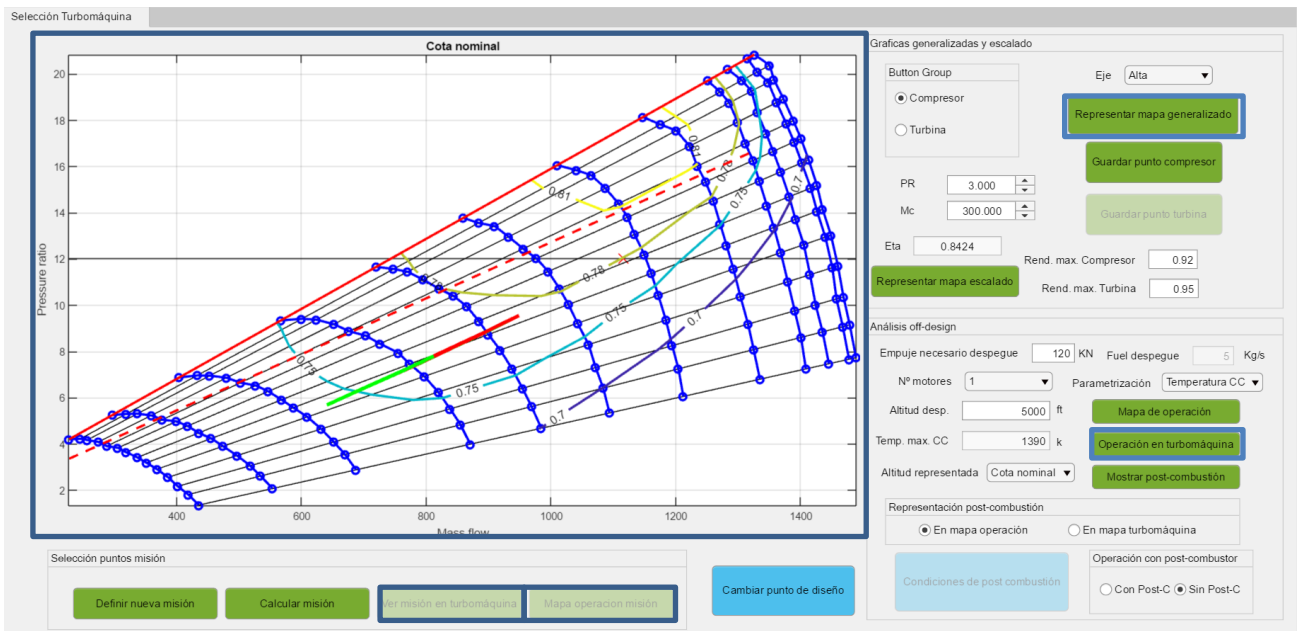 Selección Turbomáquina
Cota nominal
Pressure ratio
20
18
16
14
12
10
8
6
4
2
400
600
800
1000
1200
1400
Mass flow
0.81
0.81
0.78
0.78
0.78
0.75
0.75
0.75
0.75
0.7
0.7
0.7
Graficas generalizadas y escalado
Button Group
Compresor
Turbina
Eje Alta
Representar mapa generalizado
Guardar punto compresor
PR 3.000
Mc 300.000
Guardar punto turbina
Eta 0.8424
Rend. max. Compresor 0.92
Representar mapa escalado
Rend. max. Turbina 0.95
Análisis off-design
Empuje necesario despegue 120 KN Fuel despegue 5 Kg/s
Nº motores 1 Parametrización Temperatura CC
Altitud desp. 5000 ft Mapa de operación
Temp. max. CC 1390 k Operación en turbomáquina
Altitud representada Cota nominal Mostrar post-combustión
Representación post-combustión
En mapa operación En mapa turbomáquina
Condiciones de post combustión
Operación con post-combustor
Con Post-C Sin Post-C
Selección puntos misión
Definir nueva misión Calcular misión Ver misión en turbomáquina Mapa operacion misión
Cambiar punto de diseño